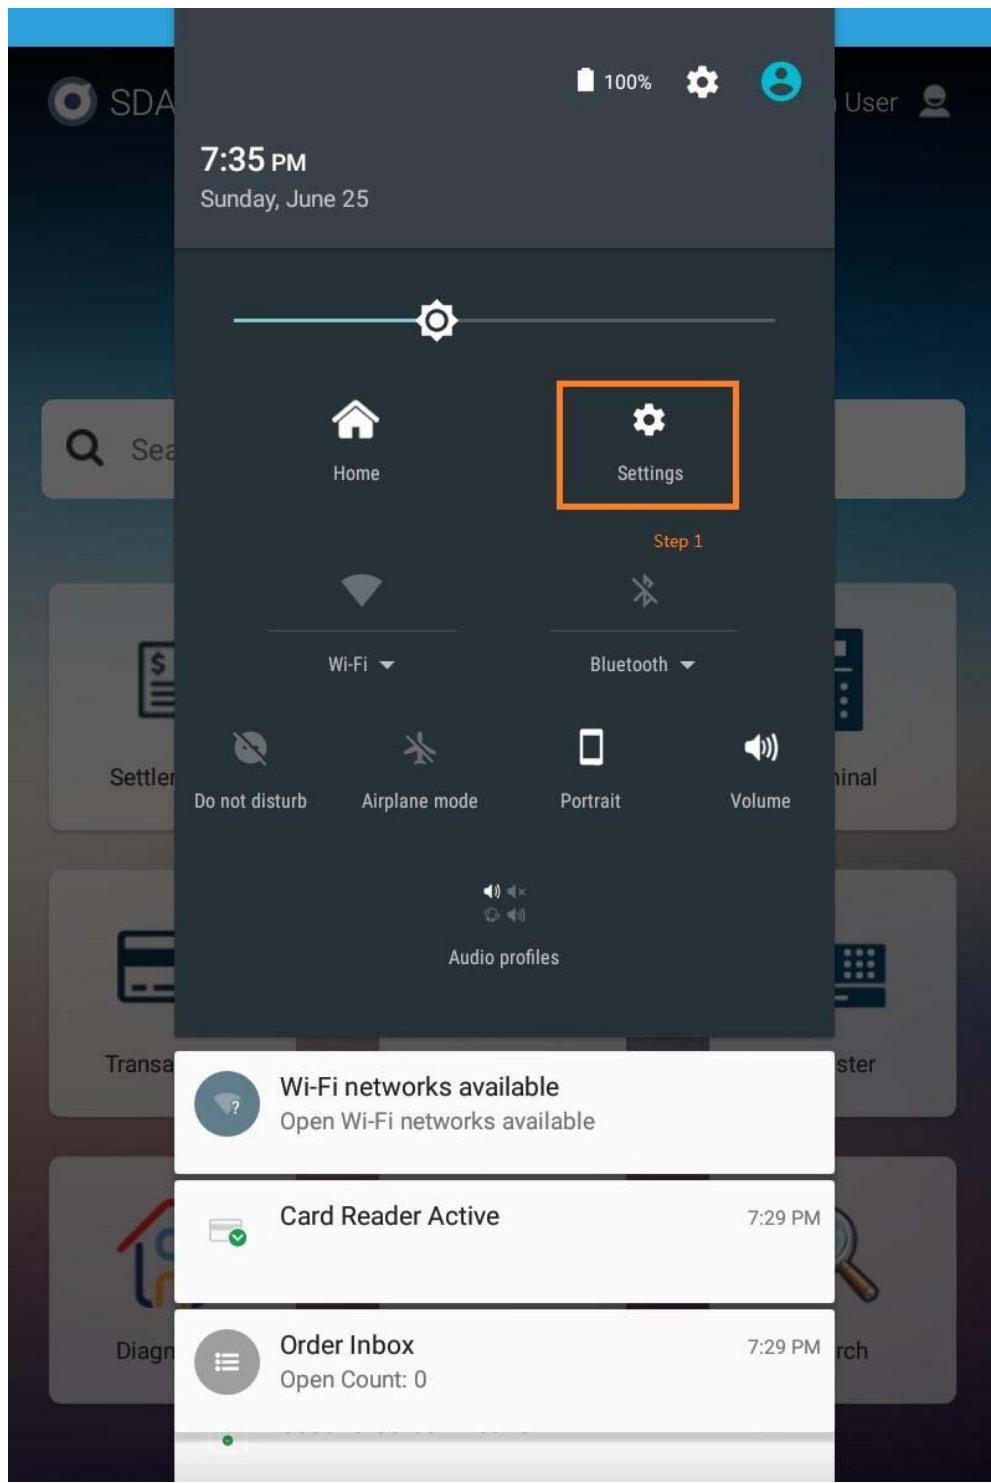 100%
SDA
User
7:35 PM
Sunday, June 25
Home
Settings
Step 1
Wi-Fi
Bluetooth
Do not disturb
Airplane mode
Portrait
Volume
Audio profiles
Wi-Fi networks available
Open Wi-Fi networks available
Card Reader Active
7:29 PM
Order Inbox
7:29 PM
Open Count: 0